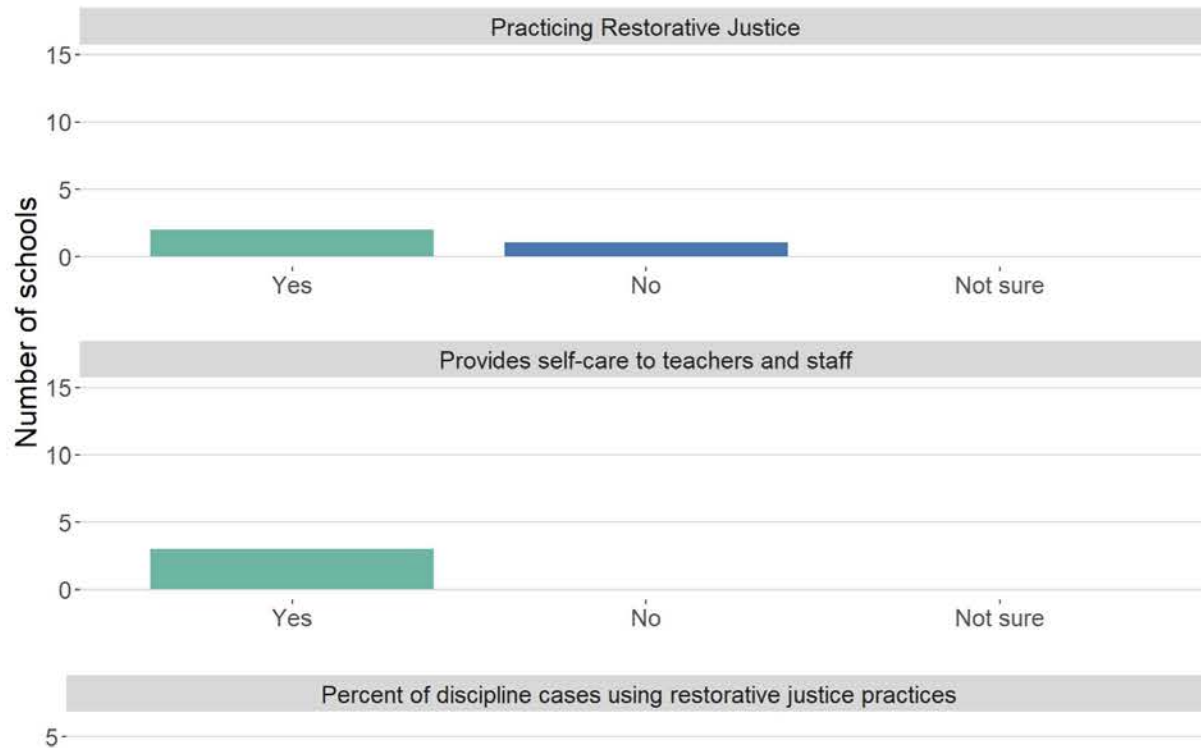 Practicing Restorative Justice
15
10
5
0
Yes No Not sure
Number of schools
Provides self-care to teachers and staff
15
10
5
0
Yes No Not sure
Percent of discipline cases using restorative justice practices
5